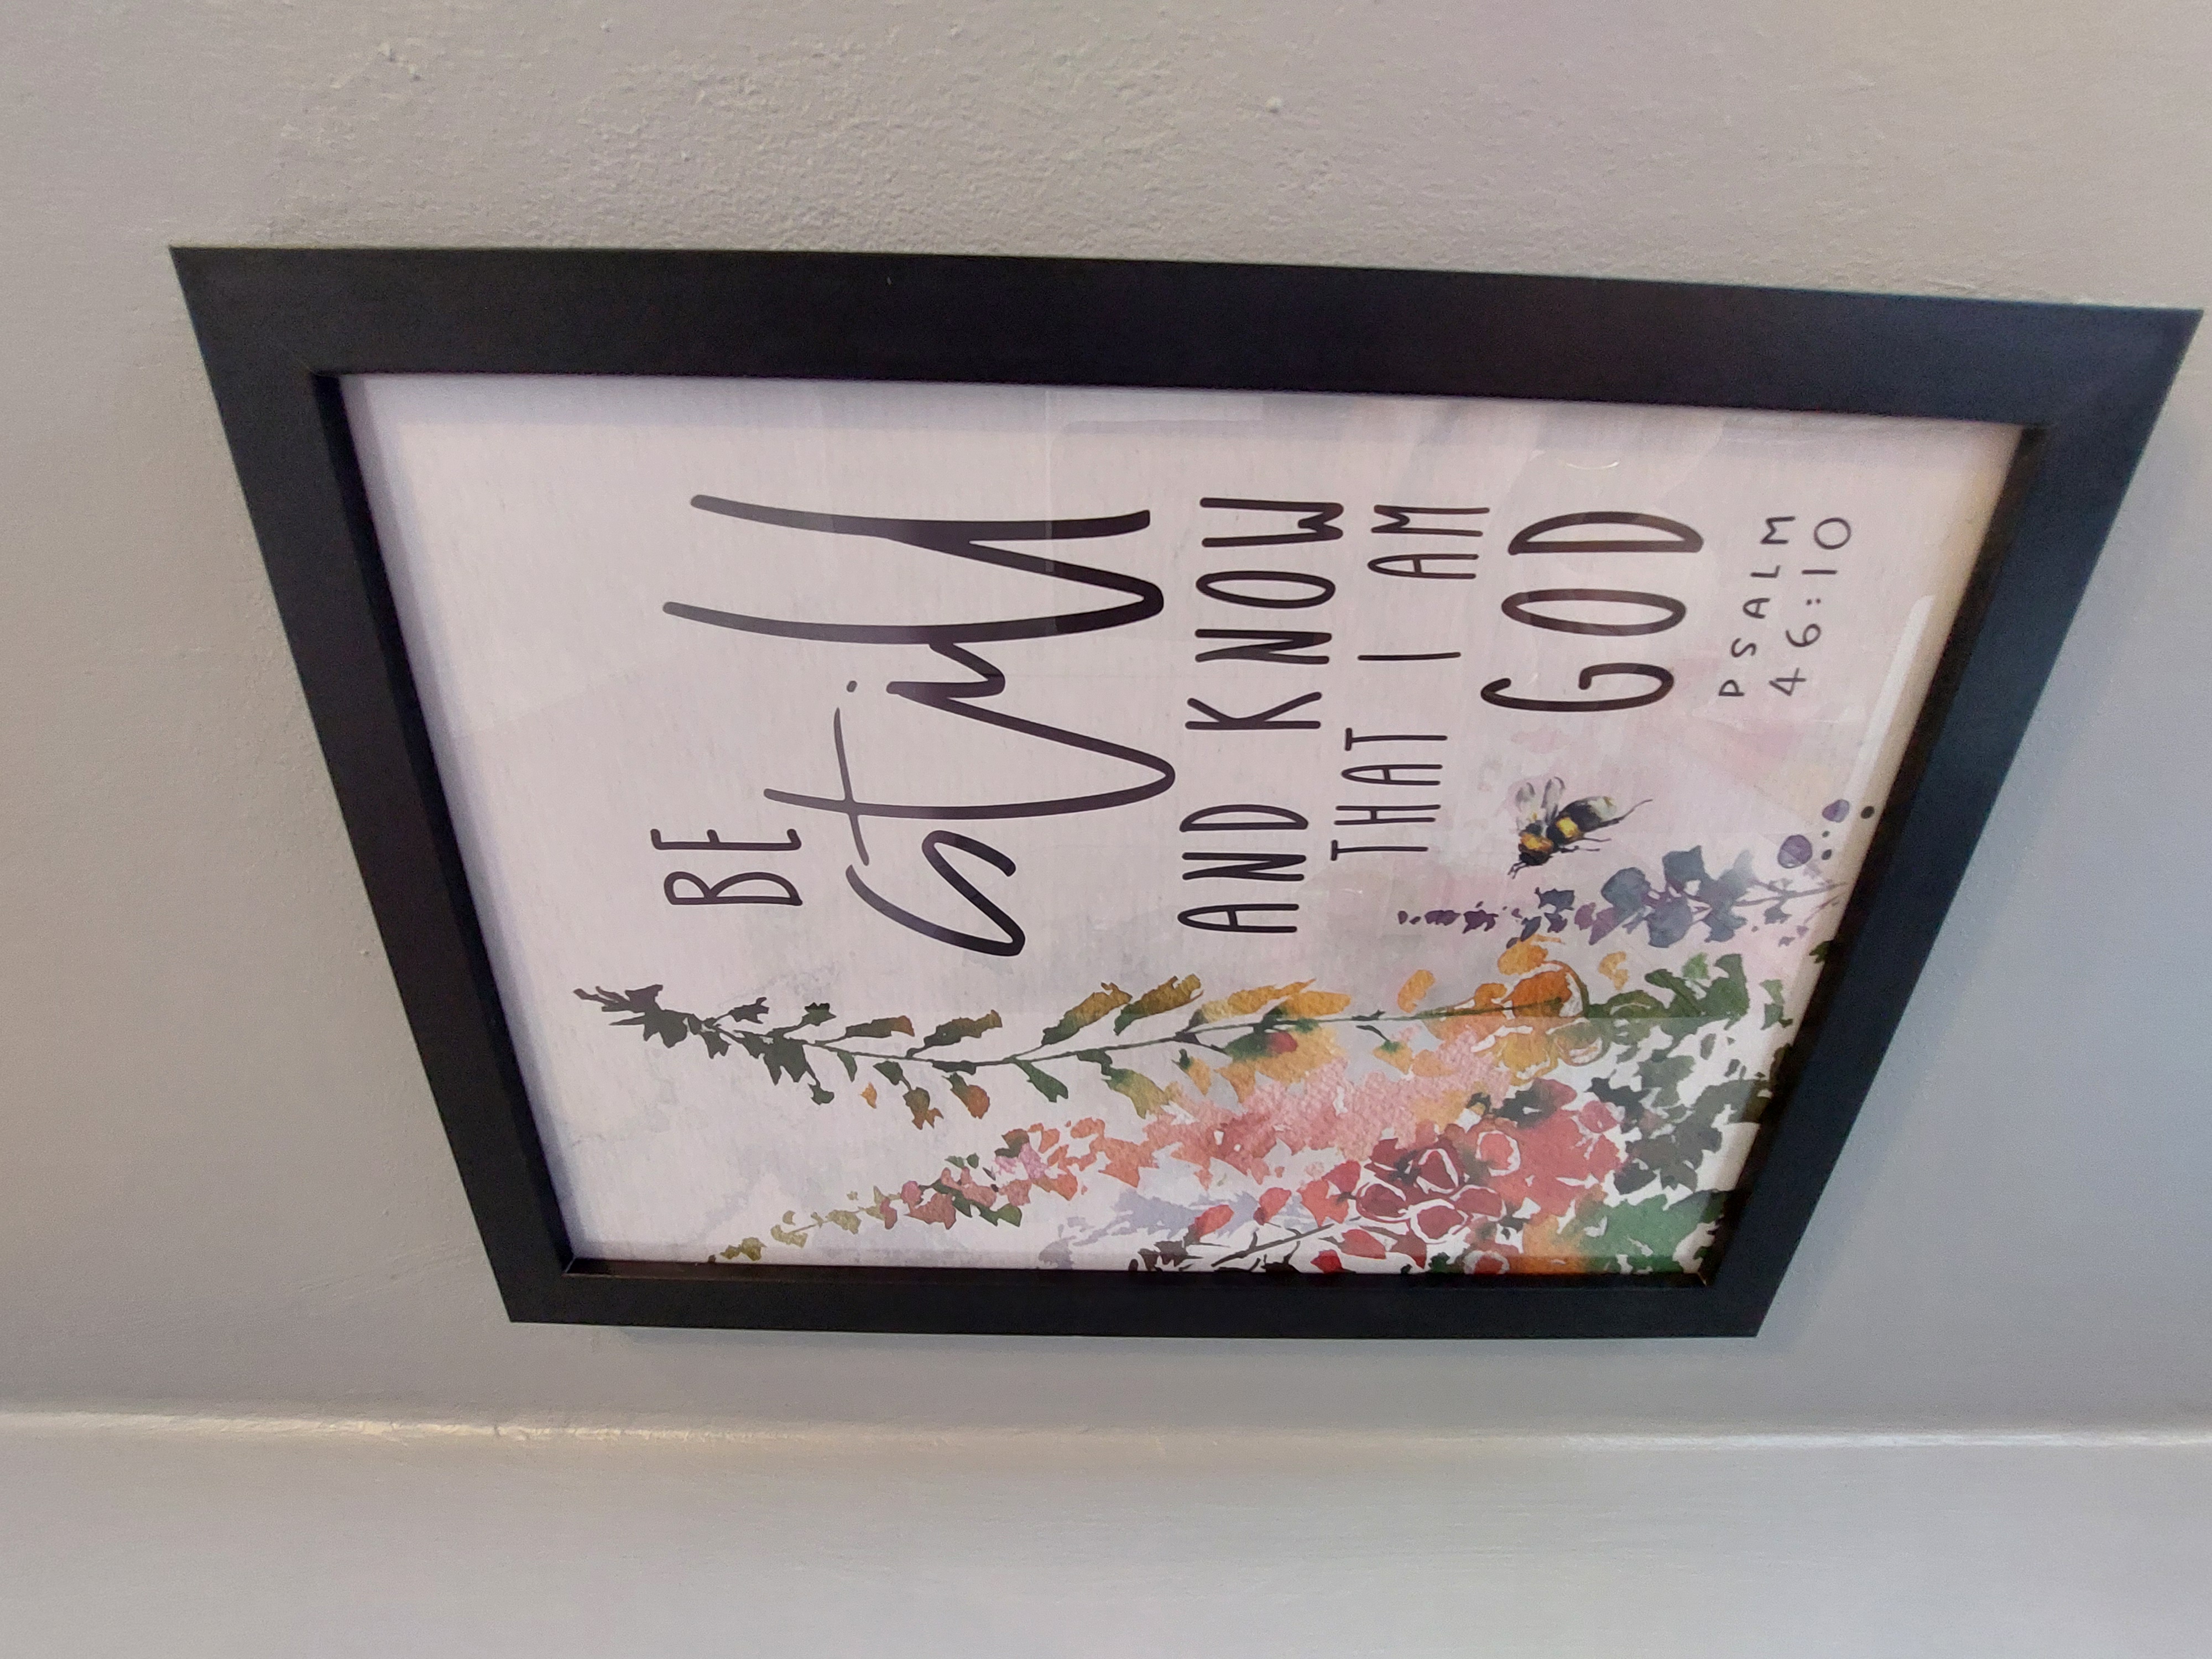 BE
still
AND KNOW
THAT I AM
GOD
PSALM
46:10